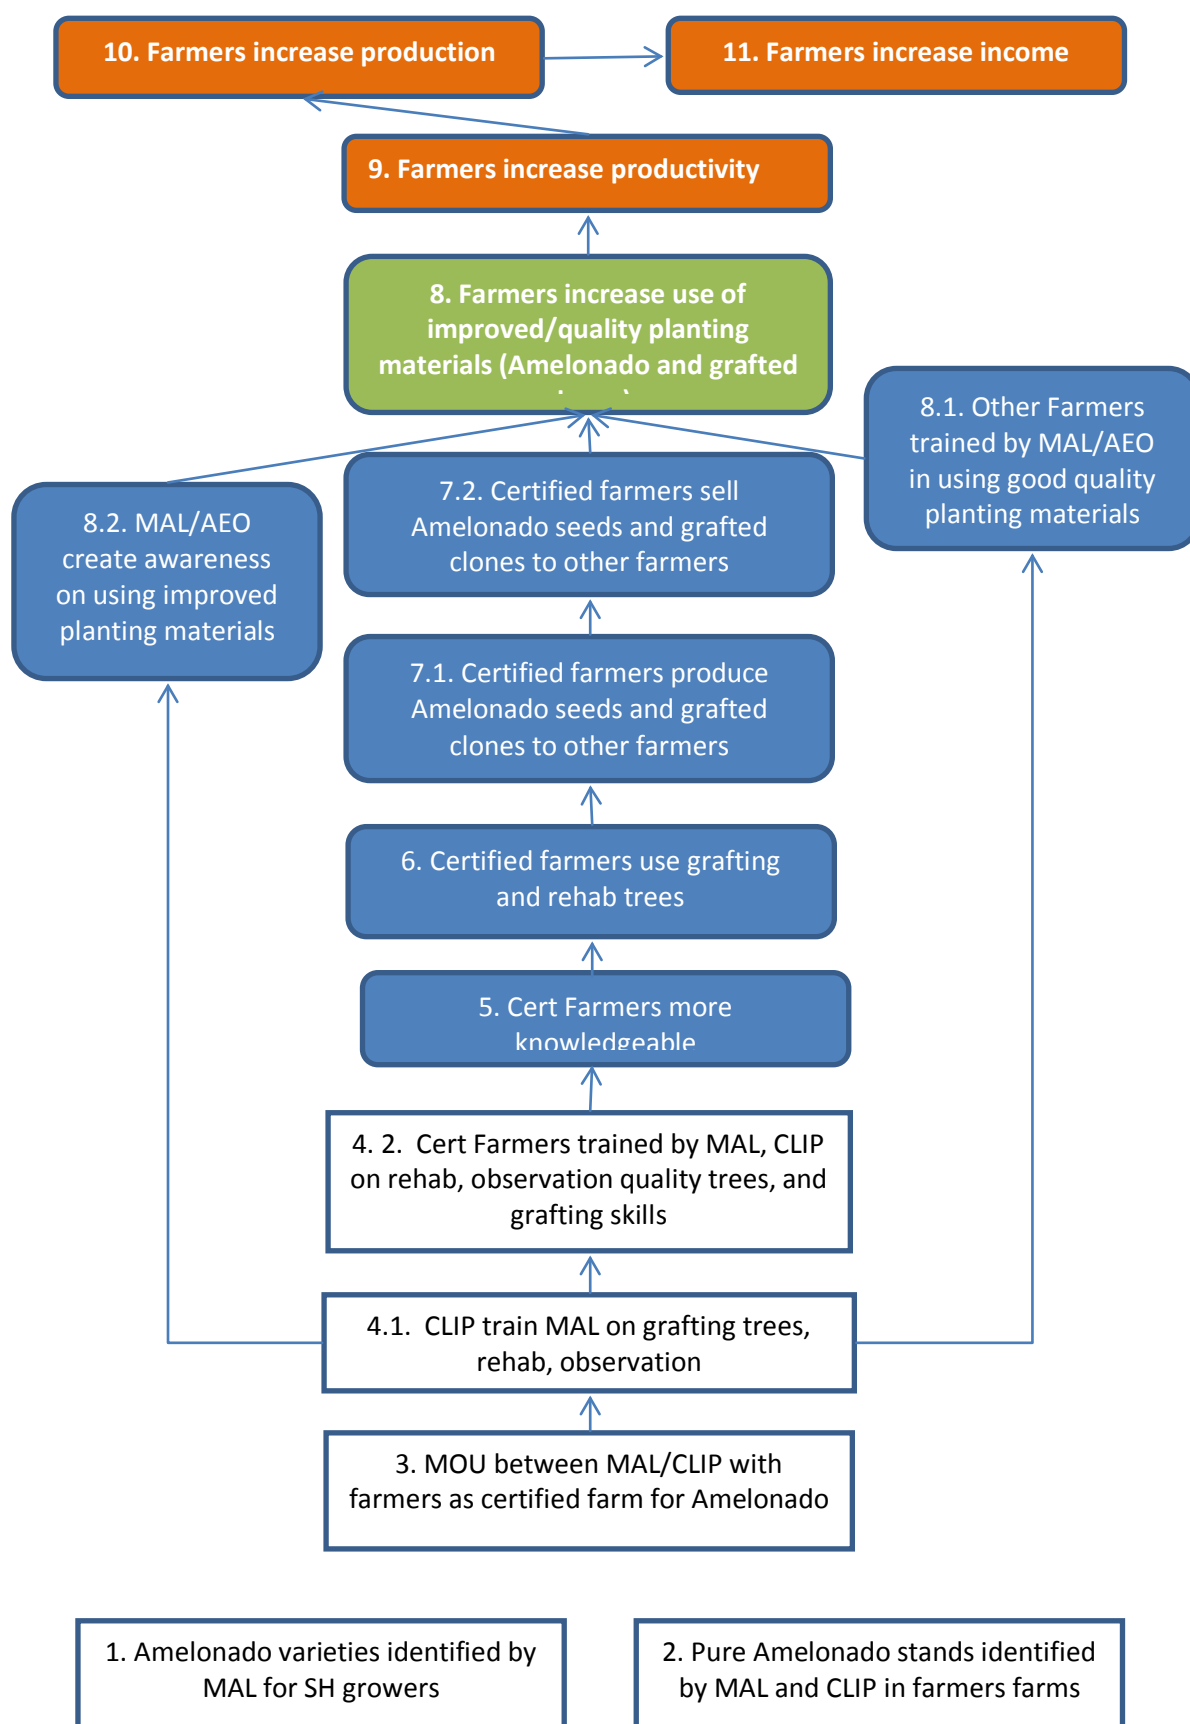 10. Farmers increase production
11. Farmers increase income
9. Farmers increase productivity
8. Farmers increase use of
improved/quality planting
materials (Amelonado and grafted
8.1. Other Farmers
trained by MAL/AEO
in using good quality
planting materials
7.2. Certified farmers sell
Amelonado seeds and grafted
clones to other farmers
8.2. MAL/AEO
create awareness
on using improved
planting materials
7.1. Certified farmers produce
Amelonado seeds and grafted
clones to other farmers
6. Certified farmers use grafting
and rehab trees
5. Cert Farmers more
knowledgeable
4. 2. Cert Farmers trained by MAL, CLIP
on rehab, observation quality trees, and
grafting skills
4.1. CLIP train MAL on grafting trees,
rehab, observation
3. MOU between MAL/CLIP with
farmers as certified farm for Amelonado
1. Amelonado varieties identified by
MAL for SH growers
2. Pure Amelonado stands identified
by MAL and CLIP in farmers farms